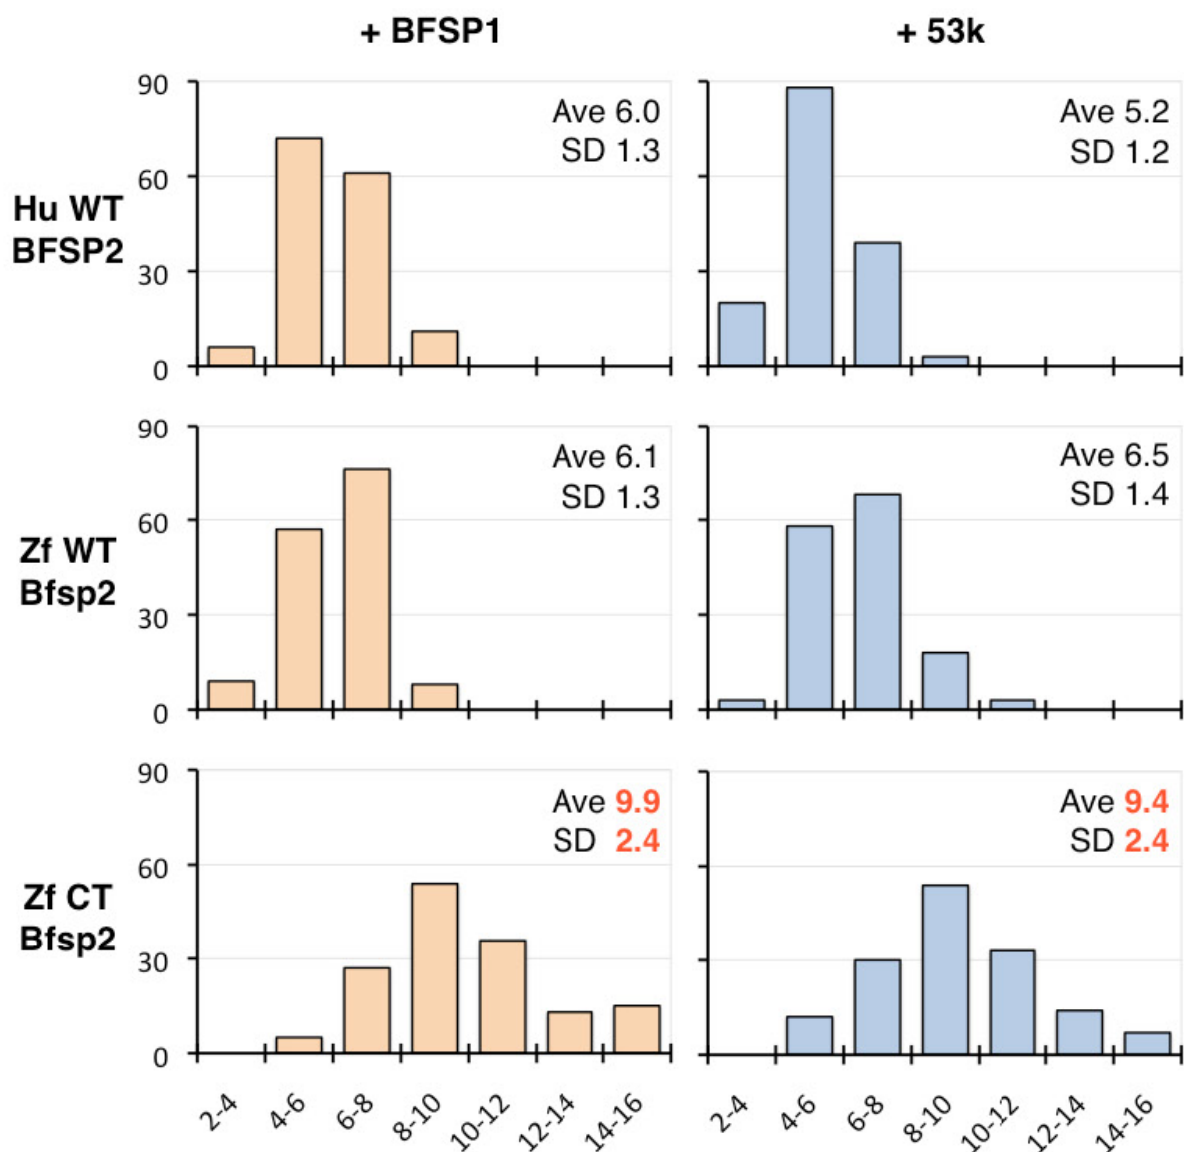 + BFSP1
+ 53k
Hu WT
BFSP2
90
60
30
0
Ave 6.0
SD 1.3
Ave 5.2
SD 1.2
Zf WT
Bfsp2
90
60
30
0
Ave 6.1
SD 1.3
Ave 6.5
SD 1.4
Zf CT
Bfsp2
90
60
30
0
Ave 9.9
SD 2.4
Ave 9.4
SD 2.4
2-4
4-6
6-8
8-10
10-12
12-14
14-16
2-4
4-6
6-8
8-10
10-12
12-14
14-16